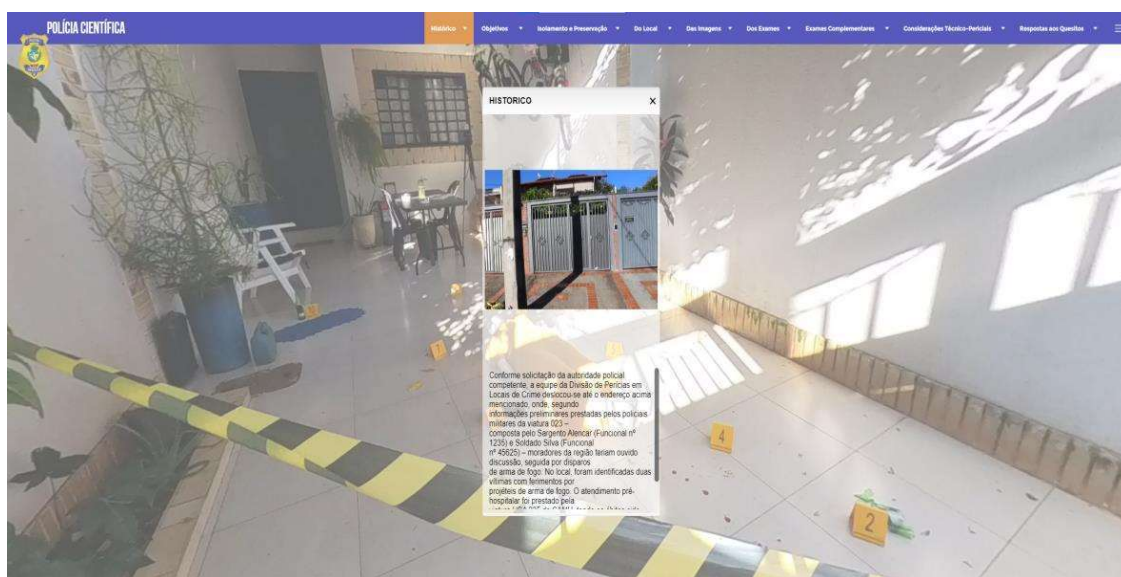 POLÍCIA CIENTÍFICA
Histórico
Objetivos
Isolamento e Preservação
Do Local
Das Imagens
Dos Exames
Exames Complementares
Considerações Técnico-Periciais
Respostas aos Quesitos
HISTORICO
X
Conforme solicitação da autoridade policial
competente, a equipe da Divisão de Perícias em
Locais de Crime deslocou-se até o endereço acima
mencionado, onde, segundo
informações preliminares prestadas pelos policiais
militares da viatura 023 –
composta pelo Sargento Alencar (Funcional nº
1235) e Soldado Silva (Funcional
nº 45625) – moradores da região teriam ouvido
discussão, seguida por disparos
de arma de fogo. No local, foram identificadas duas
vítimas com ferimentos por
projéteis de arma de fogo. O atendimento pré-
hospitalar foi prestado pela
7
4
2